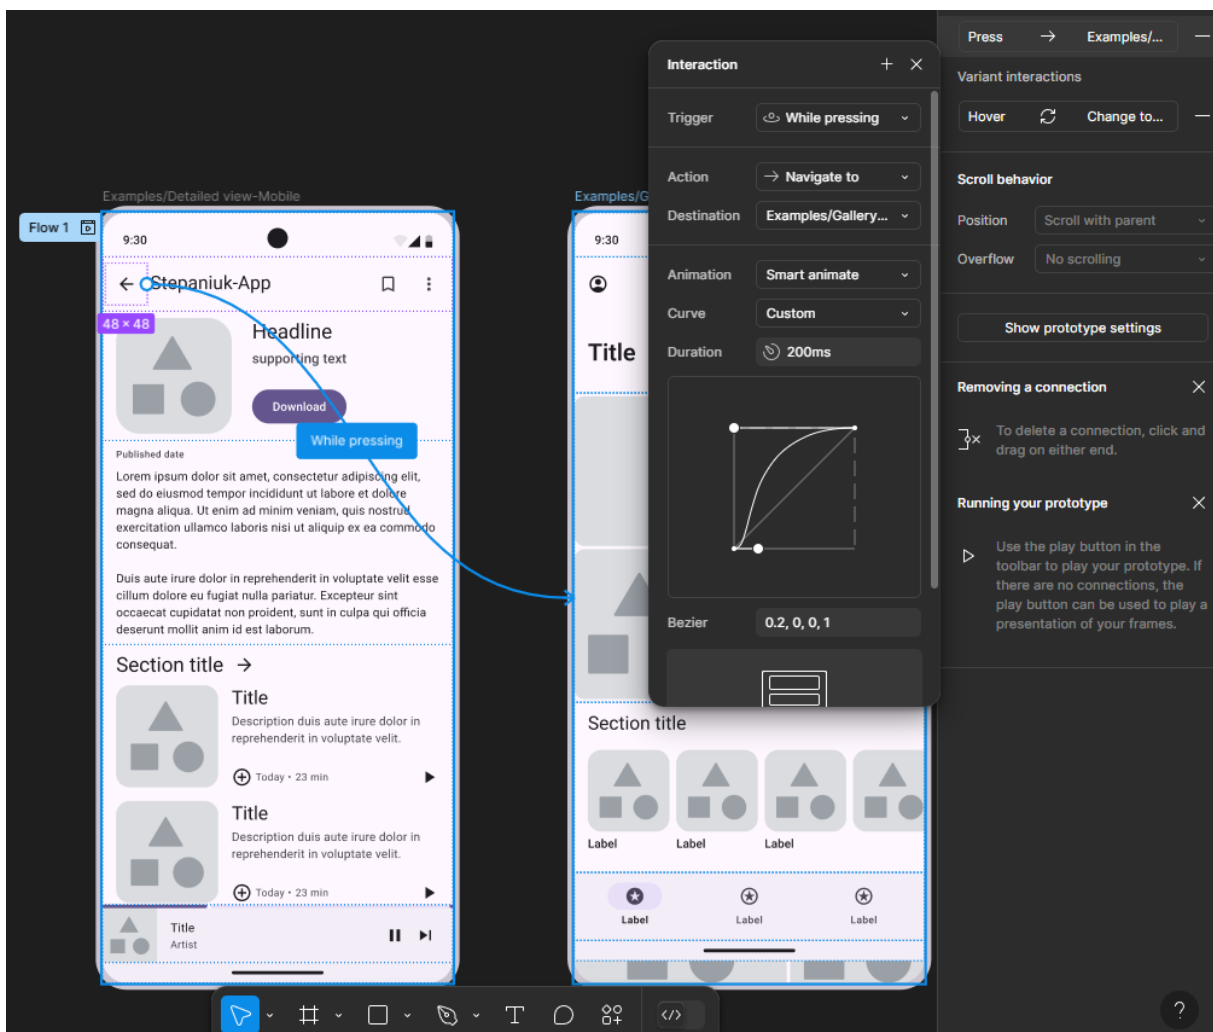 Press
Examples/...
Variant interactions
Hover
Change to...
Scroll behavior
Position
Scroll with parent
Overflow
No scrolling
Show prototype settings
Removing a connection
To delete a connection, click and
drag on either end.
Running your prototype
Use the play button in the
toolbar to play your prototype. If
there are no connections, the
play button can be used to play a
presentation of your frames.
Interaction
Trigger
While pressing
Action
Navigate to
Destination
Examples/Gallery...
Animation
Smart animate
Curve
Custom
Duration
200ms
Bezier
0.2, 0, 0, 1
Flow 1
Examples/Detailed view-Mobile
9:30
Stepaniuk-App
48 × 48
Headline
supporting text
Download
While pressing
Published date
Lorem ipsum dolor sit amet, consectetur adipiscing elit,
sed do eiusmod tempor incididunt ut labore et dolore
magna aliqua. Ut enim ad minim veniam, quis nostrud
exercitation ullamco laboris nisi ut aliquip ex ea commodo
consequat.
Duis aute irure dolor in reprehenderit in voluptate velit esse
cillum dolore eu fugiat nulla pariatur. Excepteur sint
occaecat cupidatat non proident, sunt in culpa qui officia
deserunt mollit anim id est laborum.
Section title
Title
Description duis aute irure dolor in
reprehenderit in voluptate velit.
Today • 23 min
Title
Description duis aute irure dolor in
reprehenderit in voluptate velit.
Today • 23 min
Title
Artist
Examples/G
9:30
Title
Section title
Label
Label
Label
Label
Label
Label